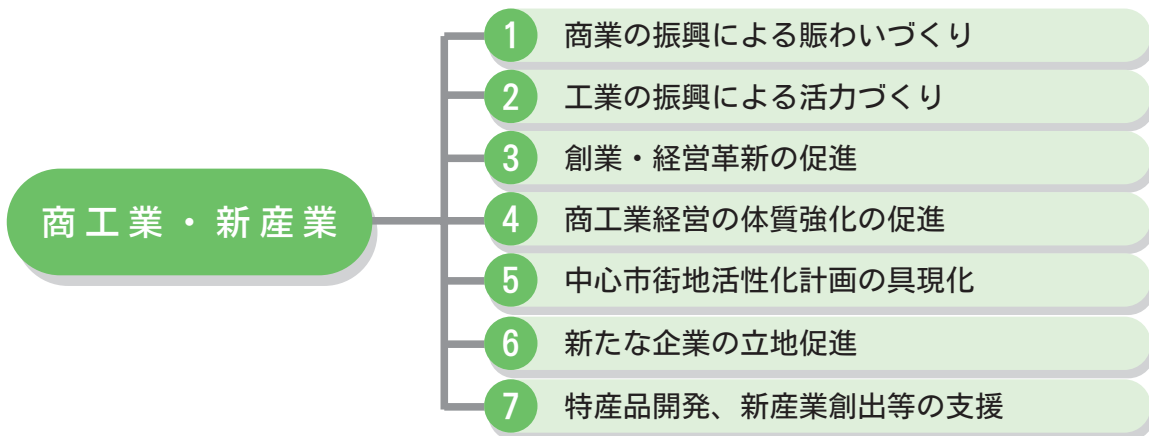 商工業・新産業
1 商業の振興による賑わいづくり
2 工業の振興による活力づくり
3 創業・経営革新の促進
4 商工業経営の体質強化の促進
5 中心市街地活性化計画の具現化
6 新たな企業の立地促進
7 特産品開発、新産業創出等の支援